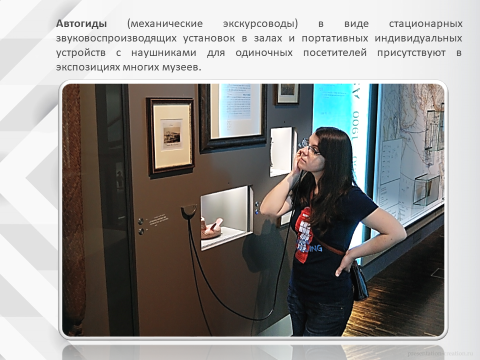 Автогиды (механические экскурсоводы) в виде стационарных
звуковоспроизводящих установок в залах и портативных индивидуальных
устройств с наушниками для одиночных посетителей присутствуют в
экспозициях многих музеев.